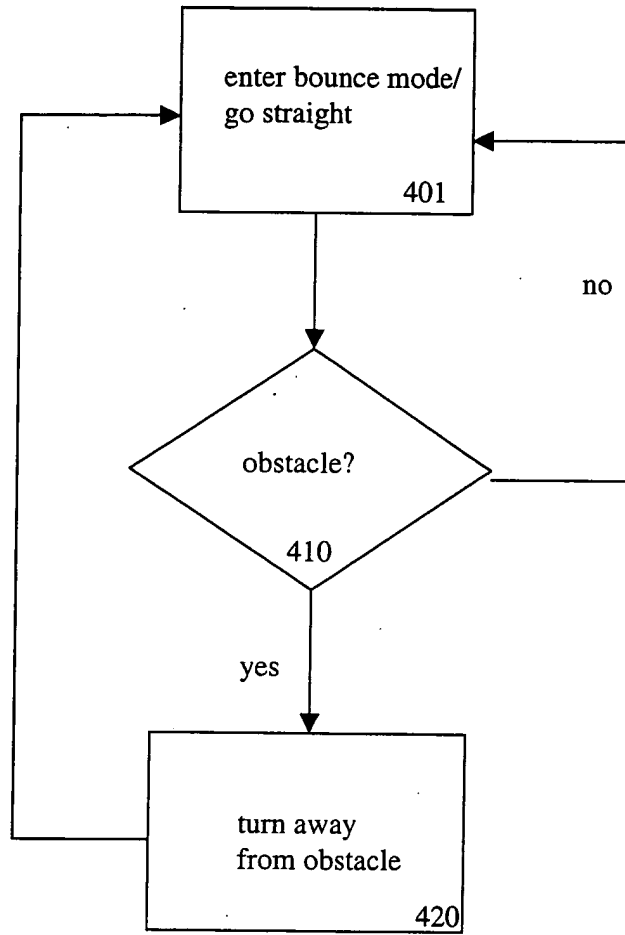 enter bounce mode/
go straight
401
no
obstacle?
410
yes
turn away
from obstacle
420